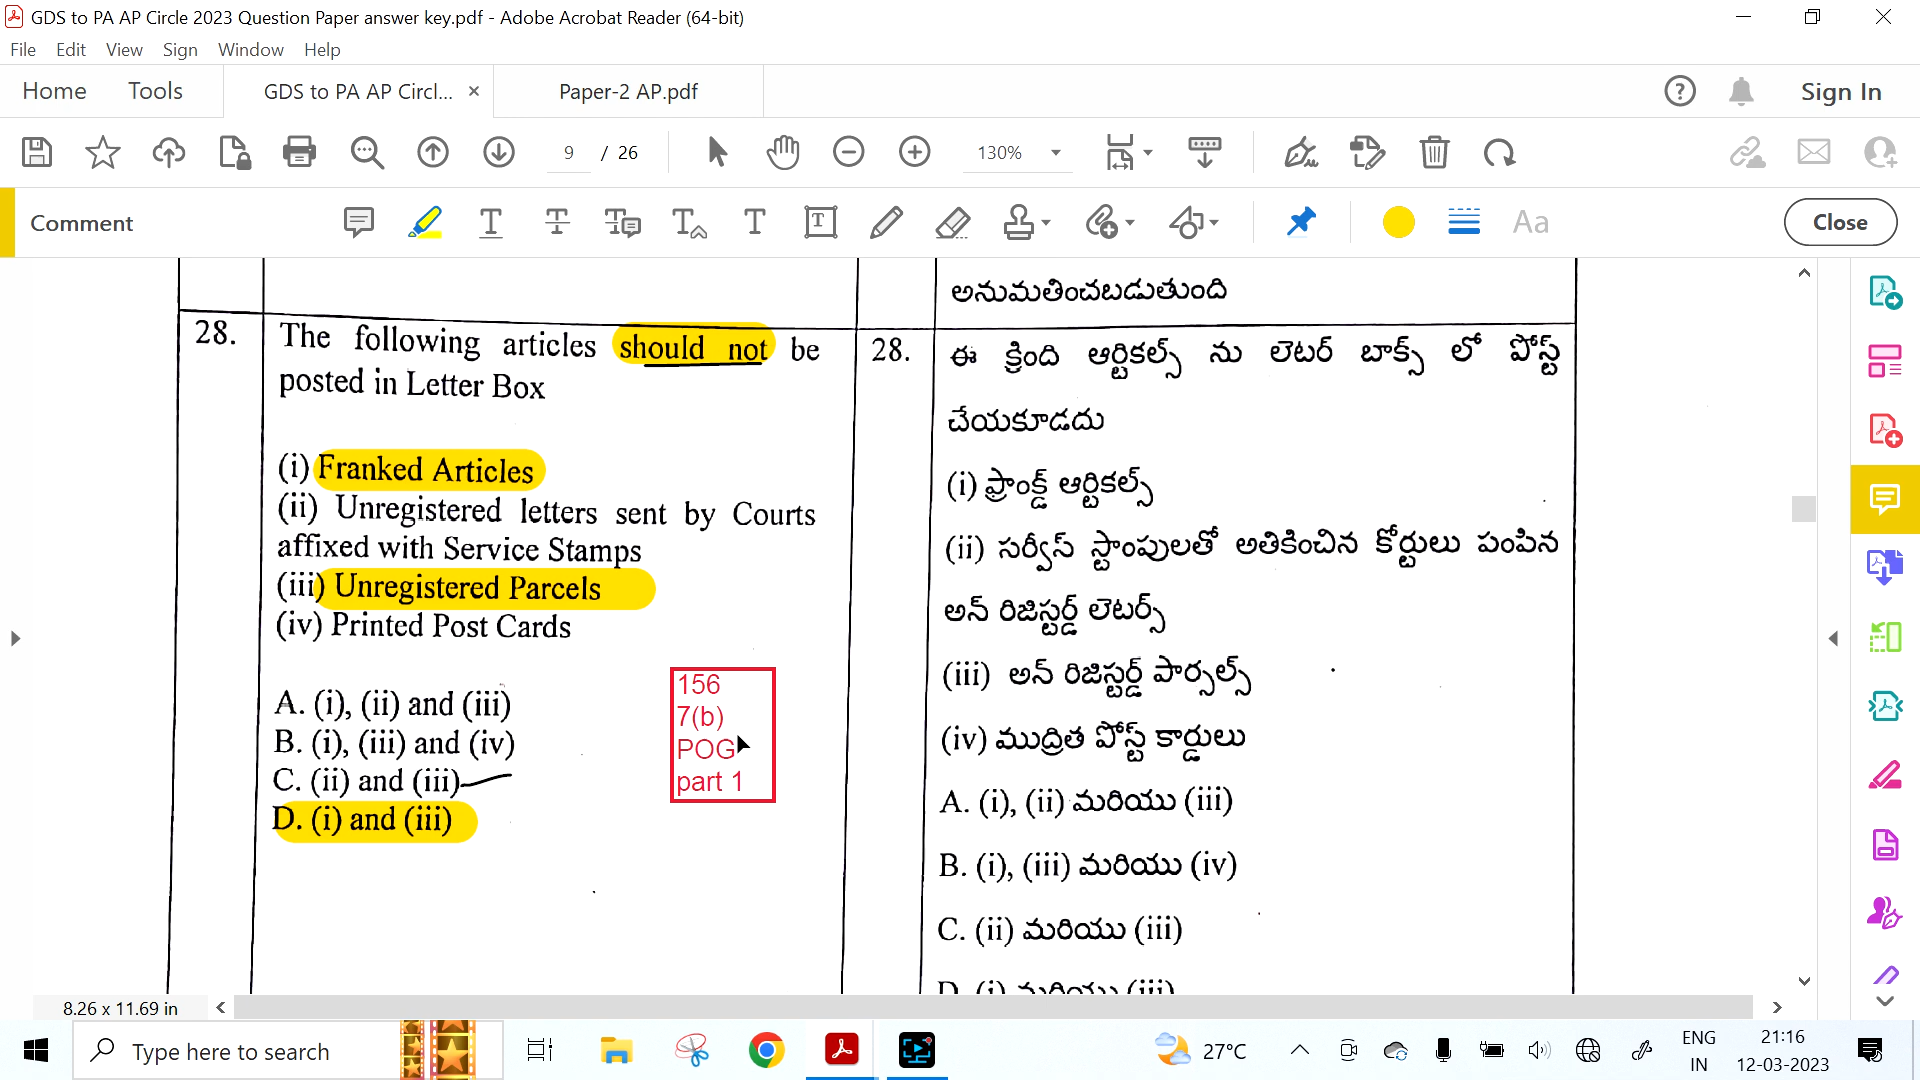 GDS to PA AP Circle 2023 Question Paper answer key.pdf - Adobe Acrobat Reader (64-bit)
File Edit View Sign Window Help
Home Tools GDS to PA AP Circl... × Paper-2 AP.pdf Sign In
9 / 26 130%
Comment Close
అనుమతించబడుతుంది
28. The following articles should not be
posted in Letter Box
(i) Franked Articles
(ii) Unregistered letters sent by Courts
affixed with Service Stamps
(iii) Unregistered Parcels
(iv) Printed Post Cards
A. (i), (ii) and (iii)
B. (i), (iii) and (iv)
C. (ii) and (iii)
D. (i) and (iii)
156
7(b)
POG
part 1
28. ఈ క్రింది ఆర్టికల్స్ ను లెటర్ బాక్స్ లో పోస్ట్
చేయకూడదు
(i) ఫ్రాంక్డ్ ఆర్టికల్స్
(ii) సర్వీస్ స్టాంపులతో అతికించిన కోర్టులు పంపిన
అన్ రిజిస్టర్డ్ లెటర్స్
(iii) అన్ రిజిస్టర్డ్ పార్సల్స్
(iv) ముద్రిత పోస్ట్ కార్డులు
A. (i), (ii) మరియు (iii)
B. (i), (iii) మరియు (iv)
C. (ii) మరియు (iii)
D. (i) మరియు (iii)
8.26 x 11.69 in
Type here to search
27°C
ENG
IN
21:16
12-03-2023